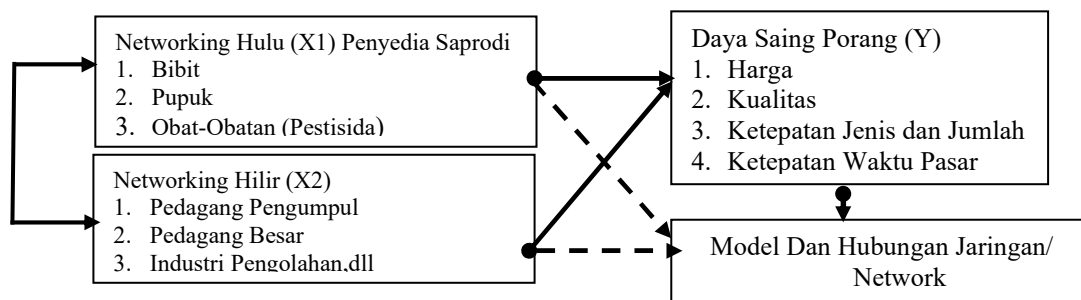 Networking Hulu (X1) Penyedia Saprodi
1. Bibit
2. Pupuk
3. Obat-Obatan (Pestisida)
Networking Hilir (X2)
1. Pedagang Pengumpul
2. Pedagang Besar
3. Industri Pengolahan,dll
Daya Saing Porang (Y)
1. Harga
2. Kualitas
3. Ketepatan Jenis dan Jumlah
4. Ketepatan Waktu Pasar
Model Dan Hubungan Jaringan/
Network